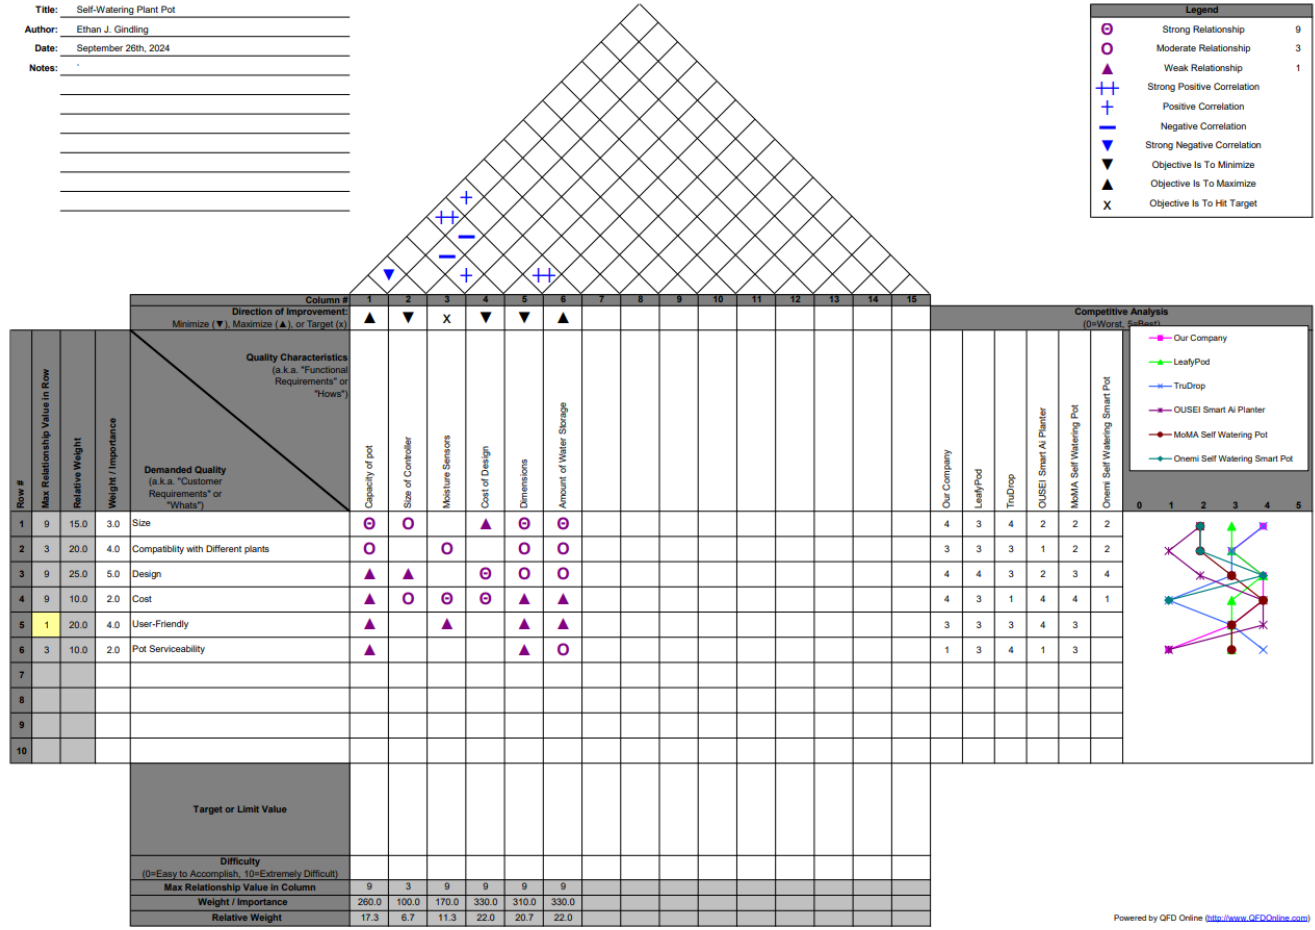 Title: Self-Watering Plant Pot
Author: Ethan J. Gindling
Date: September 26th, 2024
Notes: `
Legend
Θ Strong Relationship 9
Ο Moderate Relationship 3
▲ Weak Relationship 1
┼┼ Strong Positive Correlation
┼ Positive Correlation
▬ Negative Correlation
▼ Strong Negative Correlation
▼ Objective Is To Minimize
▲ Objective Is To Maximize
x Objective Is To Hit Target
┼
┼┼
▬
▬
▼ ┼ ┼┼
Column # 1 2 3 4 5 6 7 8 9 10 11 12 13 14 15
Direction of Improvement:
Minimize (▼), Maximize (▲), or Target (x)
▲ ▼ x ▼ ▼ ▲
Competitive Analysis
(0=Worst, 5=Best)
Row #
Max Relationship Value in Row
Relative Weight
Weight / Importance
Quality Characteristics
(a.k.a. "Functional
Requirements" or
"Hows")
Demanded Quality
(a.k.a. "Customer
Requirements" or
"Whats")
Capacity of pot
Size of Controller
Moisture Sensors
Cost of Design
Dimensions
Amount of Water Storage
Our Company
LeafyPod
TruDrop
OUSEI Smart Ai Planter
MoMA Self Watering Pot
Onemi Self Watering Smart Pot
Our Company
LeafyPod
TruDrop
OUSEI Smart Ai Planter
MoMA Self Watering Pot
Onemi Self Watering Smart Pot
0 1 2 3 4 5
1 9 15.0 3.0 Size Θ Ο ▲ Θ Θ 4 3 4 2 2 2
2 3 20.0 4.0 Compatiblity with Different plants Ο Ο Ο Ο 3 3 3 1 2 2
3 9 25.0 5.0 Design ▲ ▲ Θ Ο Ο 4 4 3 2 3 4
4 9 10.0 2.0 Cost ▲ Ο Θ Θ ▲ ▲ 4 3 1 4 4 1
5 1 20.0 4.0 User-Friendly ▲ ▲ ▲ ▲ 3 3 3 4 3
6 3 10.0 2.0 Pot Serviceability ▲ ▲ Ο 1 3 4 1 3
7
8
9
10
Target or Limit Value
Difficulty
(0=Easy to Accomplish, 10=Extremely Difficult)
Max Relationship Value in Column 9 3 9 9 9 9
Weight / Importance 260.0 100.0 170.0 330.0 310.0 330.0
Relative Weight 17.3 6.7 11.3 22.0 20.7 22.0
Powered by QFD Online (http://www.QFDOnline.com)